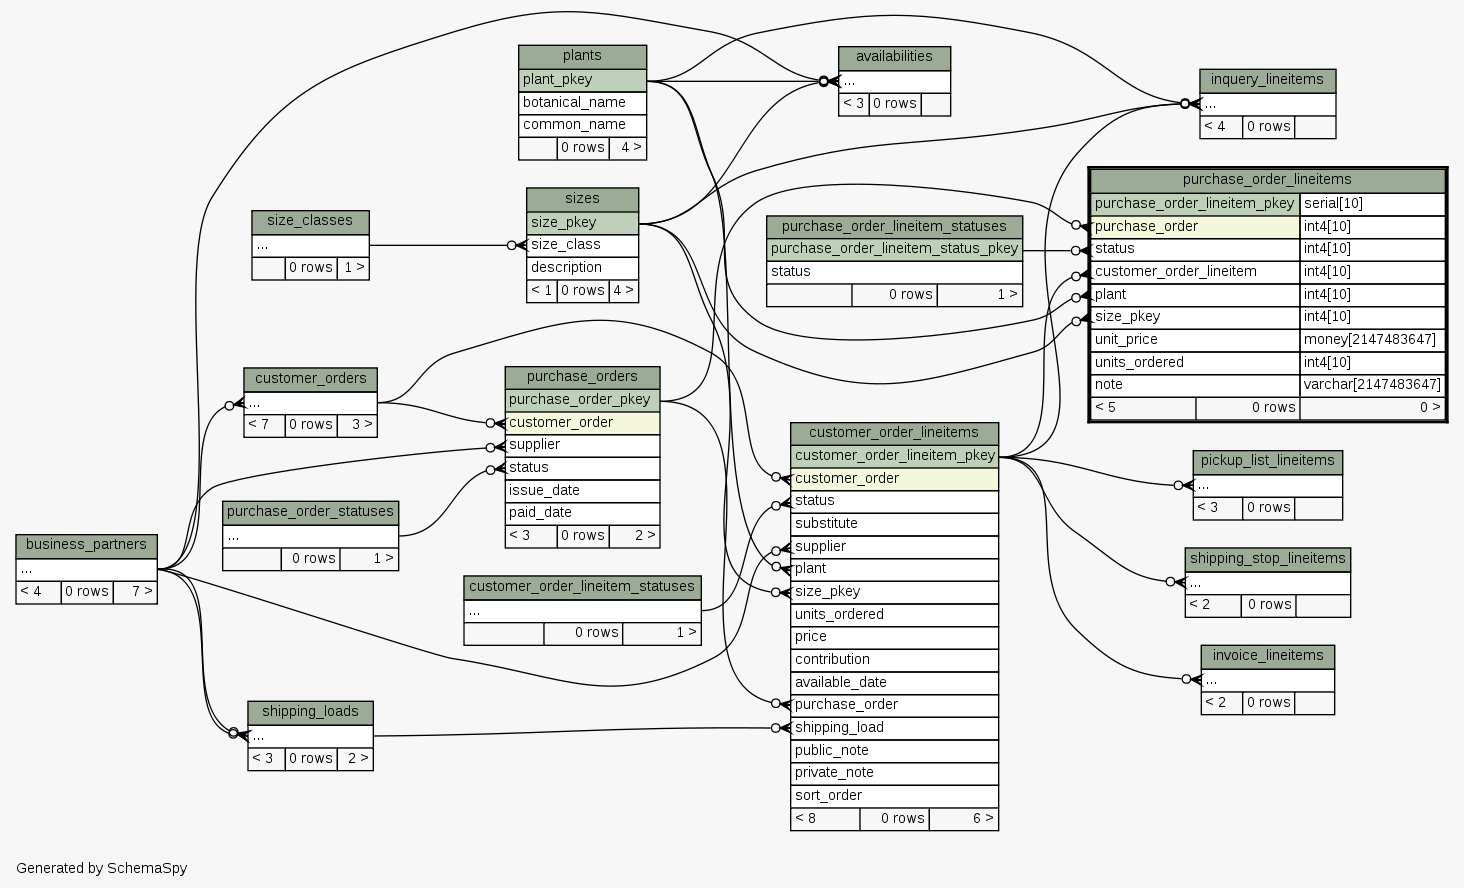 plants
plant_pkey
botanical_name
common_name
0 rows 4 >
availabilities
...
< 3 0 rows
inquery_lineitems
...
< 4 0 rows
purchase_order_lineitems
purchase_order_lineitem_pkey serial[10]
purchase_order int4[10]
status int4[10]
customer_order_lineitem int4[10]
plant int4[10]
size_pkey int4[10]
unit_price money[2147483647]
units_ordered int4[10]
note varchar[2147483647]
< 5 0 rows 0 >
size_classes
...
0 rows 1 >
sizes
size_pkey
size_class
description
< 1 0 rows 4 >
purchase_order_lineitem_statuses
purchase_order_lineitem_status_pkey
status
0 rows 1 >
customer_orders
...
< 7 0 rows 3 >
purchase_orders
purchase_order_pkey
customer_order
supplier
status
issue_date
paid_date
< 3 0 rows 2 >
customer_order_lineitems
customer_order_lineitem_pkey
customer_order
status
substitute
supplier
plant
size_pkey
units_ordered
price
contribution
available_date
purchase_order
shipping_load
public_note
private_note
sort_order
< 8 0 rows 6 >
pickup_list_lineitems
...
< 3 0 rows
purchase_order_statuses
...
0 rows 1 >
business_partners
...
< 4 0 rows 7 >
customer_order_lineitem_statuses
...
0 rows 1 >
shipping_stop_lineitems
...
< 2 0 rows
invoice_lineitems
...
< 2 0 rows
shipping_loads
...
< 3 0 rows 2 >
Generated by SchemaSpy